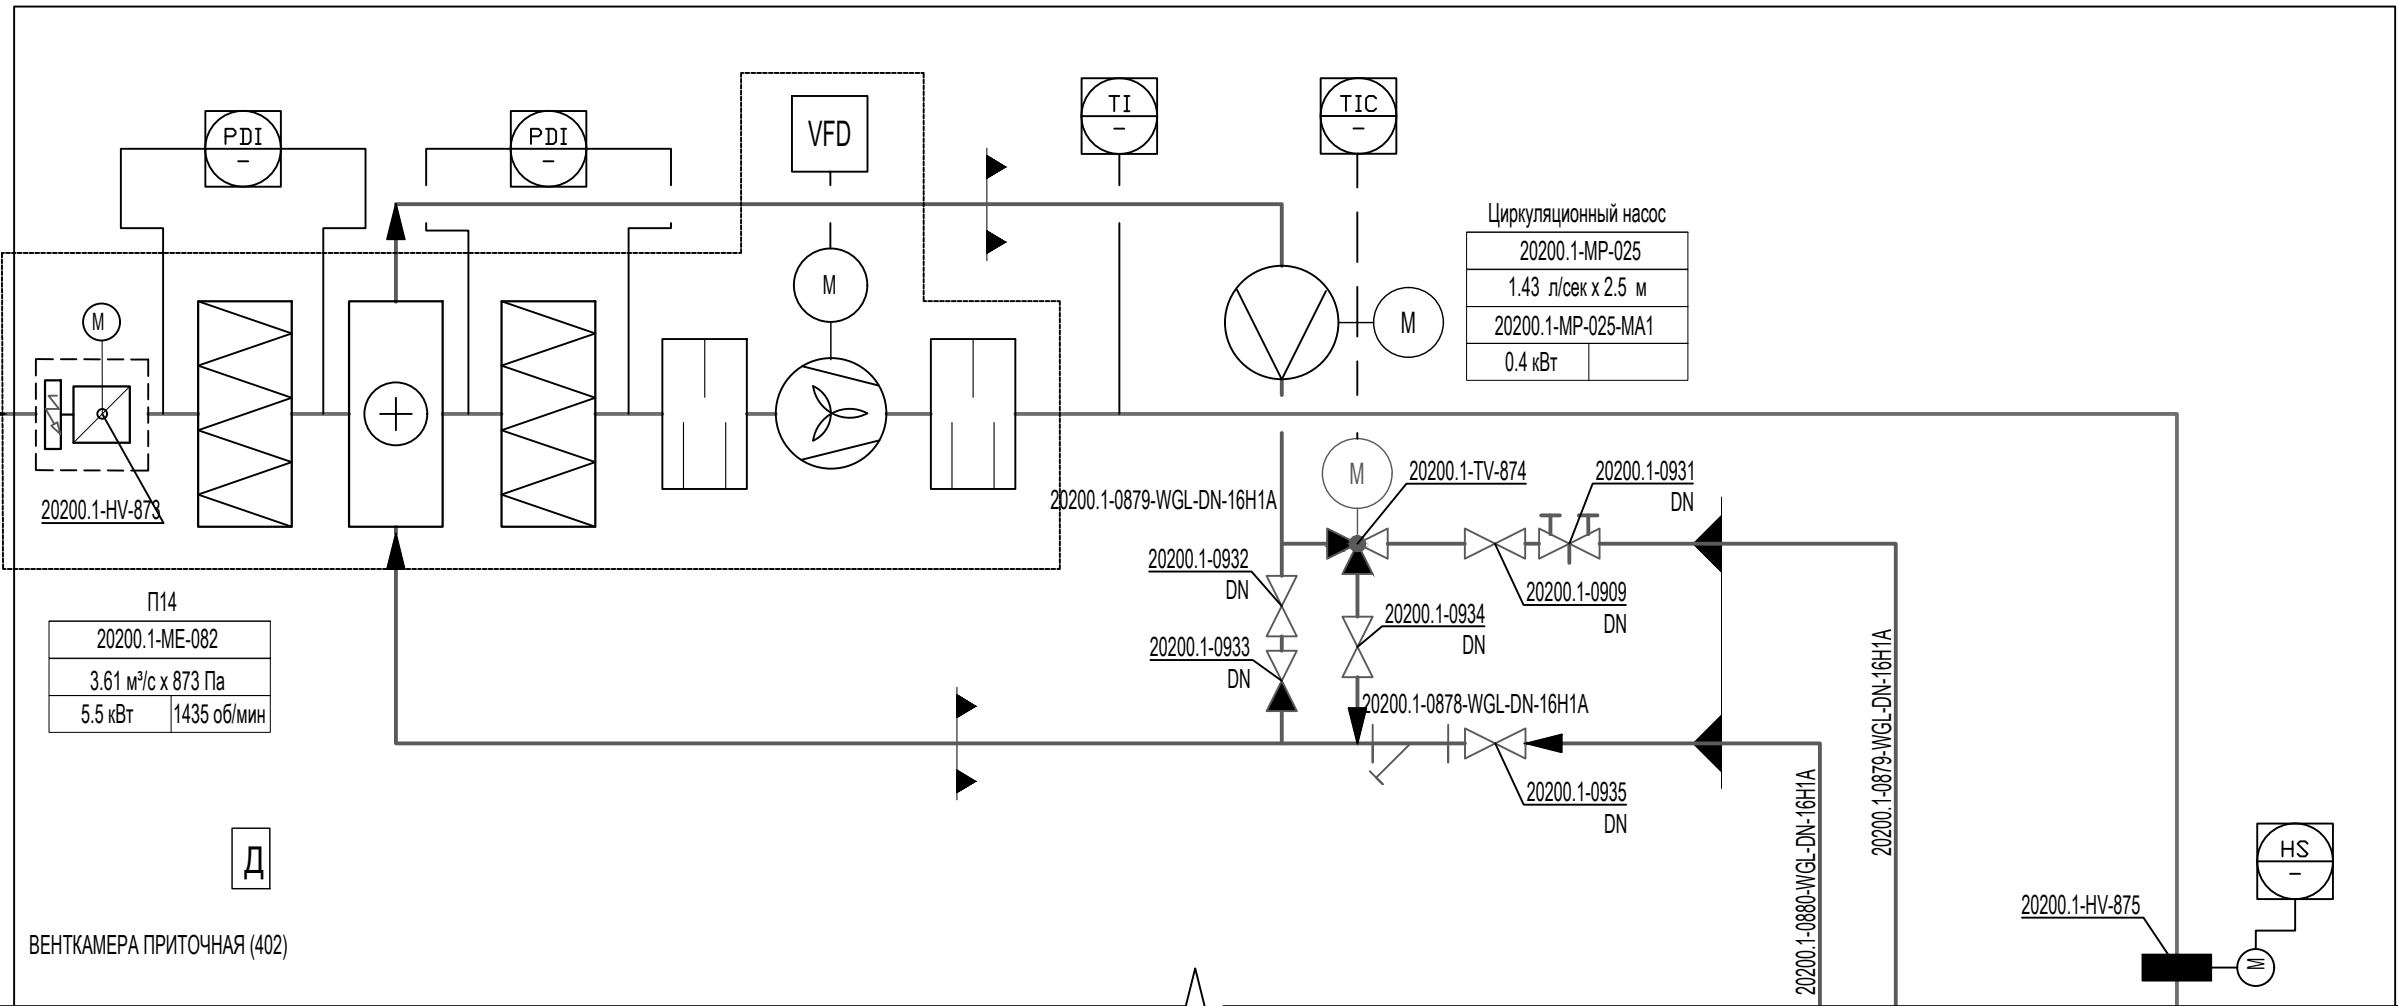 PDI
–
PDI
–
VFD
TI
–
TIC
–
Циркуляционный насос
20200.1-MP-025
1.43 л/сек x 2.5 м
20200.1-MP-025-MA1
0.4 кВт
M
M
M
M
20200.1-HV-873
20200.1-0879-WGL-DN-16H1A
20200.1-TV-874
20200.1-0931
DN
20200.1-0932
DN
20200.1-0909
DN
20200.1-0934
DN
20200.1-0933
DN
20200.1-0878-WGL-DN-16H1A
20200.1-0935
DN
П14
20200.1-ME-082
3.61 м³/с x 873 Па
5.5 кВт 1435 об/мин
20200.1-0880-WGL-DN-16H1A
20200.1-0879-WGL-DN-16H1A
Д
ВЕНТКАМЕРА ПРИТОЧНАЯ (402)
HS
–
20200.1-HV-875
M